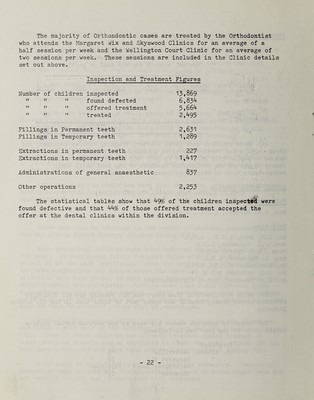 The majority of Orthondontic cases are treated by the Orthodontist
who attends the Margaret Wix and Skyswood Clinics for an average of a
half session per week and the Wellington Court Clinic for an average of
two sessions per week. These sessions are included in the Clinic details
set out above.
Inspection and Treatment Figures
Number of children inspected 13,869
" " " found defected 6,834
" " " offered treatment 5,664
" " " treated 2,495
Fillings in Permanent teeth 2,631
Fillings in Temporary teeth 1,289
Extractions in permanent teeth 227
Extractions in temporary teeth 1,417
Administrations of general anaesthetic 837
Other operations 2,253
The statistical tables show that 49% of the children inspected were
found defective and that 44% of those offered treatment accepted the
offer at the dental clinics within the division.
- 22 -